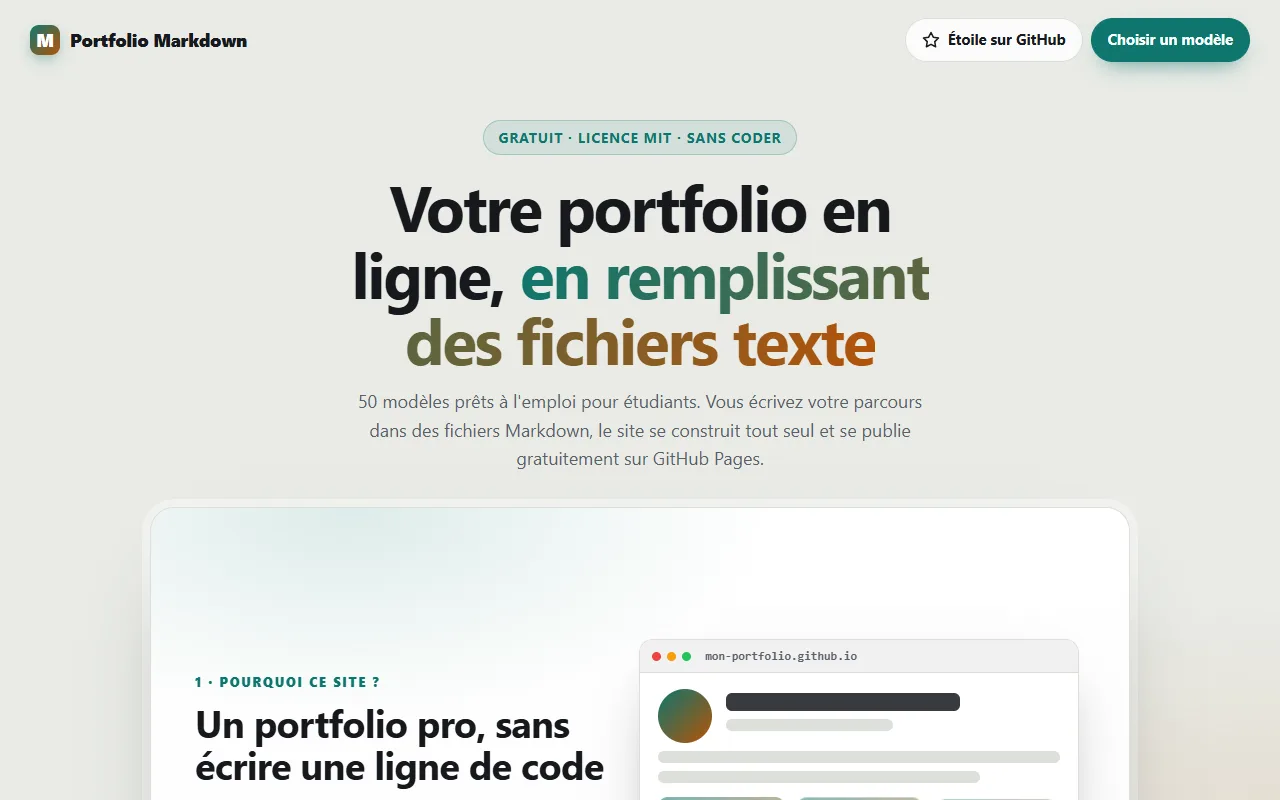 M Portfolio Markdown
Étoile sur GitHub
Choisir un modèle
GRATUIT · LICENCE MIT · SANS CODER
Votre portfolio en
ligne, en remplissant
des fichiers texte
50 modèles prêts à l'emploi pour étudiants. Vous écrivez votre parcours
dans des fichiers Markdown, le site se construit tout seul et se publie
gratuitement sur GitHub Pages.
mon-portfolio.github.io
1 · POURQUOI CE SITE ?
Un portfolio pro, sans
écrire une ligne de code